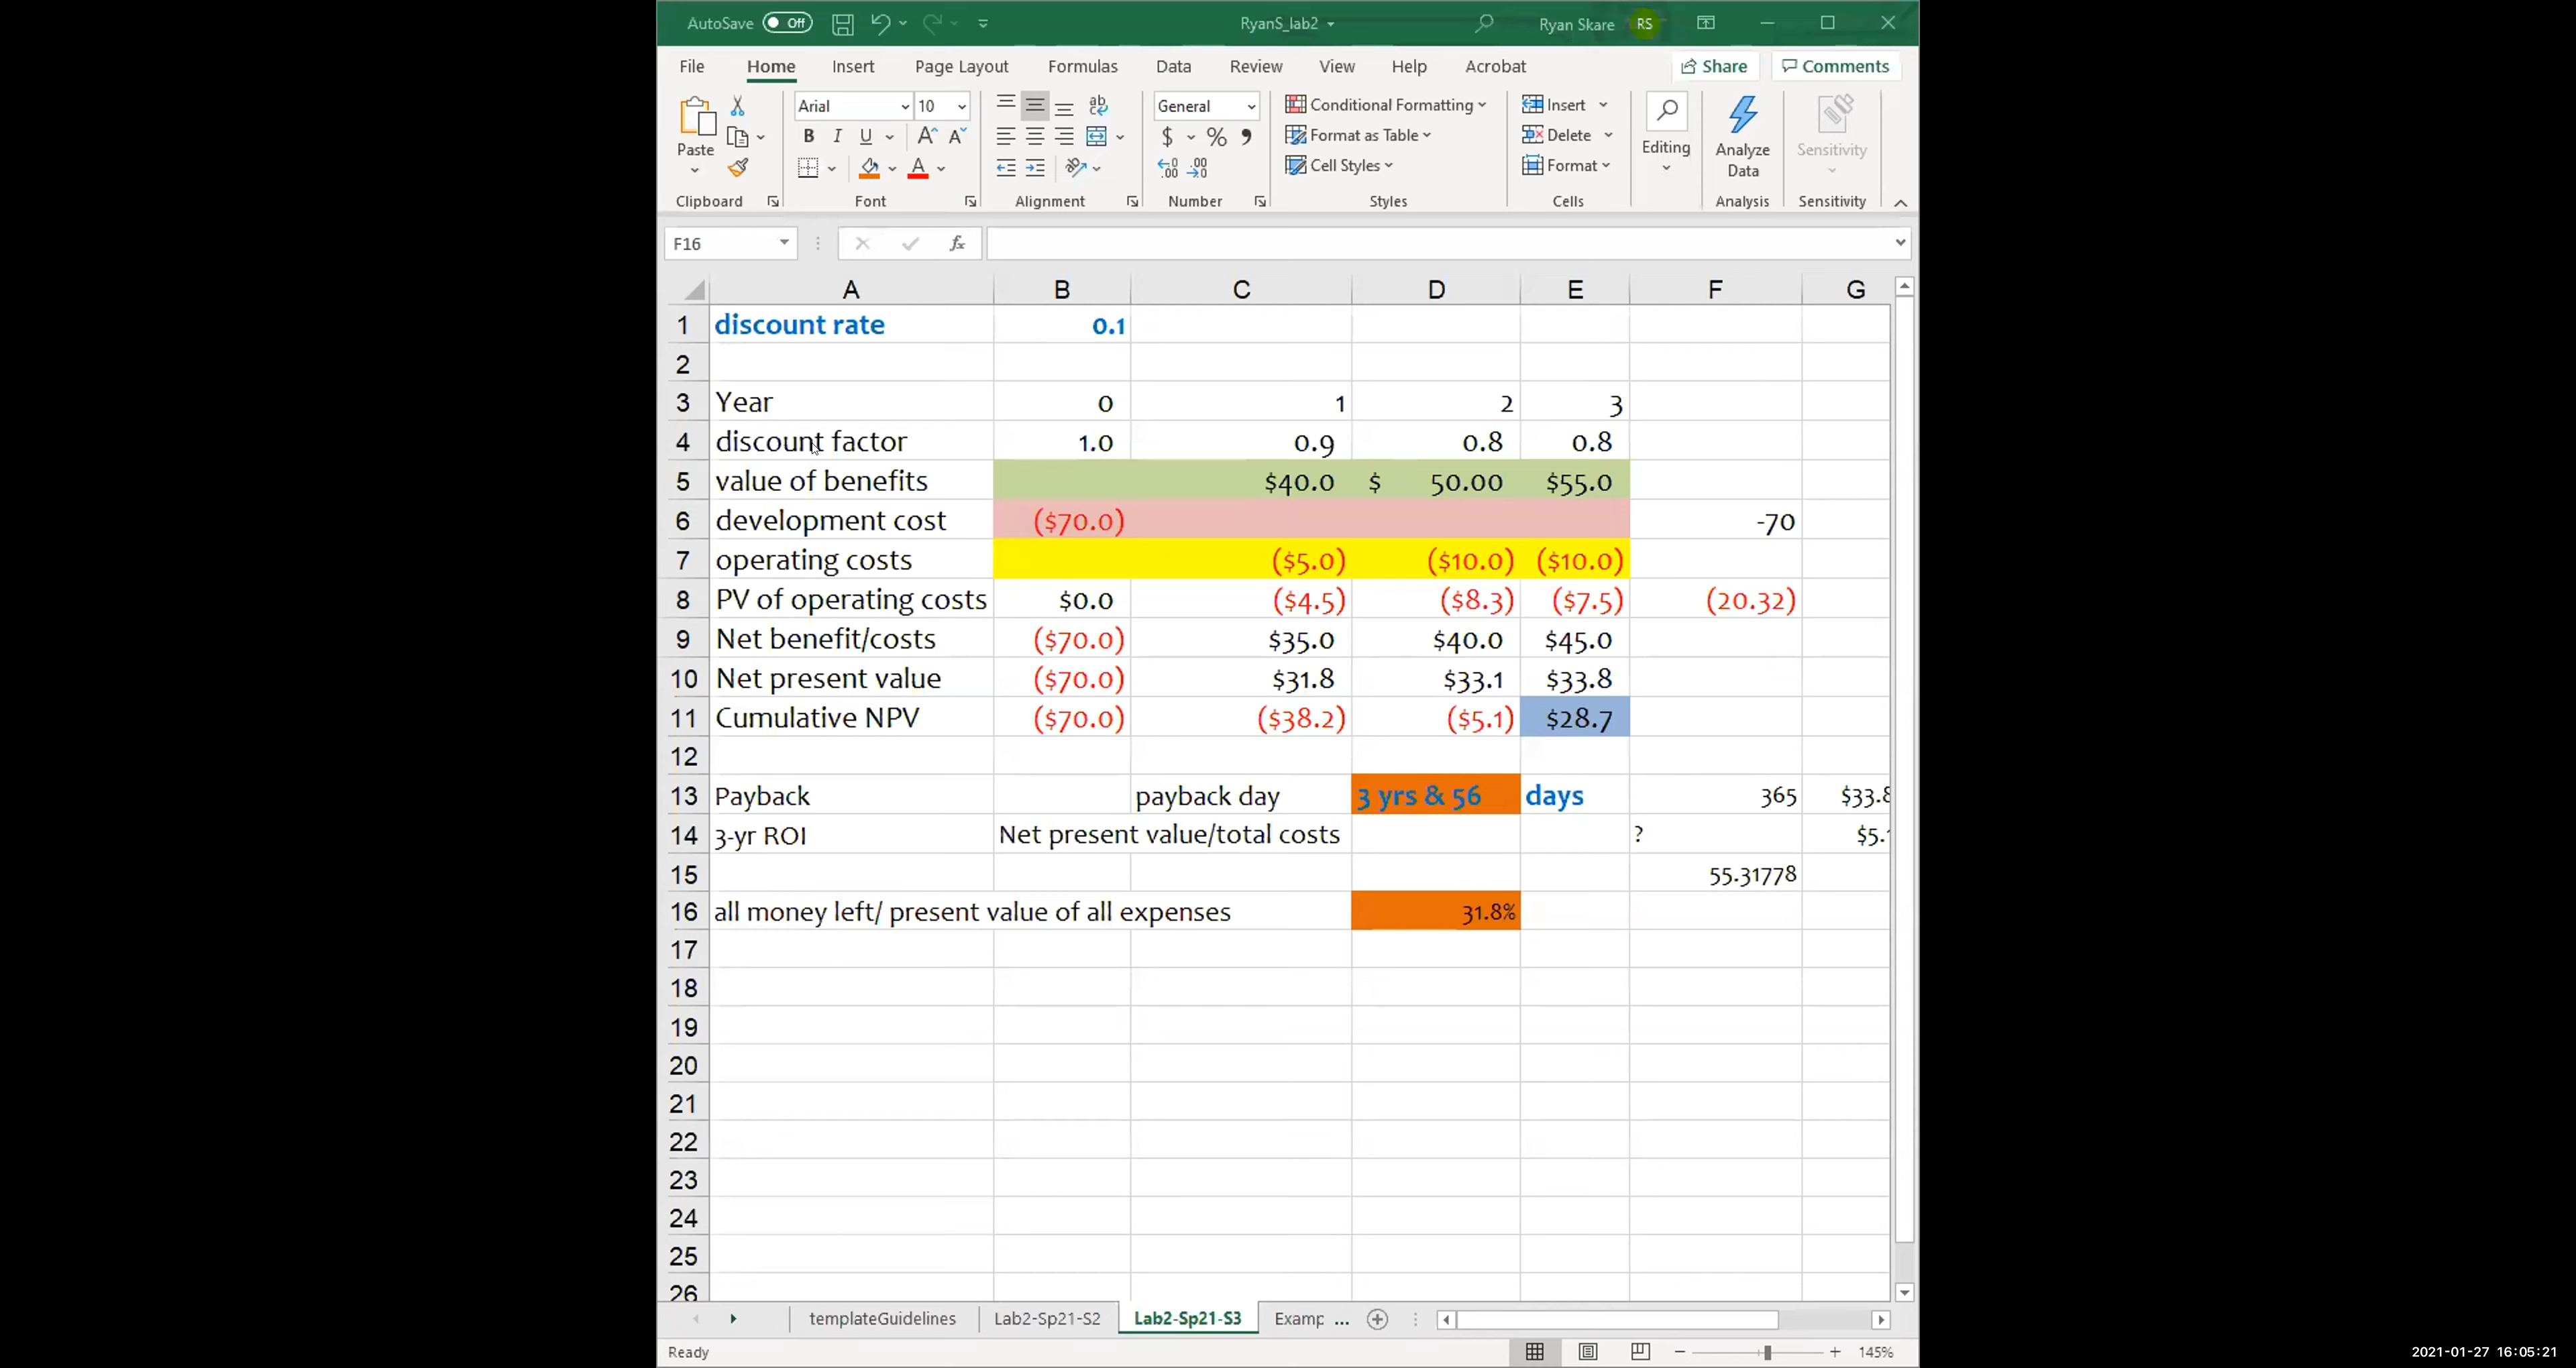 AutoSave Off RyanS_lab2 Ryan Skare RS
File Home Insert Page Layout Formulas Data Review View Help Acrobat Share Comments
Paste Arial 10 General Conditional Formatting Format as Table Cell Styles Insert Delete Format Editing Analyze Data Sensitivity
Clipboard Font Alignment Number Styles Cells Analysis Sensitivity
F16 fx
A B C D E F G
1 discount rate 0.1
2
3 Year 0 1 2 3
4 discount factor 1.0 0.9 0.8 0.8
5 value of benefits $40.0 $ 50.00 $55.0
6 development cost ($70.0) -70
7 operating costs ($5.0) ($10.0) ($10.0)
8 PV of operating costs $0.0 ($4.5) ($8.3) ($7.5) (20.32)
9 Net benefit/costs ($70.0) $35.0 $40.0 $45.0
10 Net present value ($70.0) $31.8 $33.1 $33.8
11 Cumulative NPV ($70.0) ($38.2) ($5.1) $28.7
12
13 Payback payback day 3 yrs & 56 days 365 $33.8
14 3-yr ROI Net present value/total costs ? $5.1
15 55.31778
16 all money left/ present value of all expenses 31.8%
17
18
19
20
21
22
23
24
25
26
templateGuidelines Lab2-Sp21-S2 Lab2-Sp21-S3 Examp ...
Ready 145%
2021-01-27 16:05:21